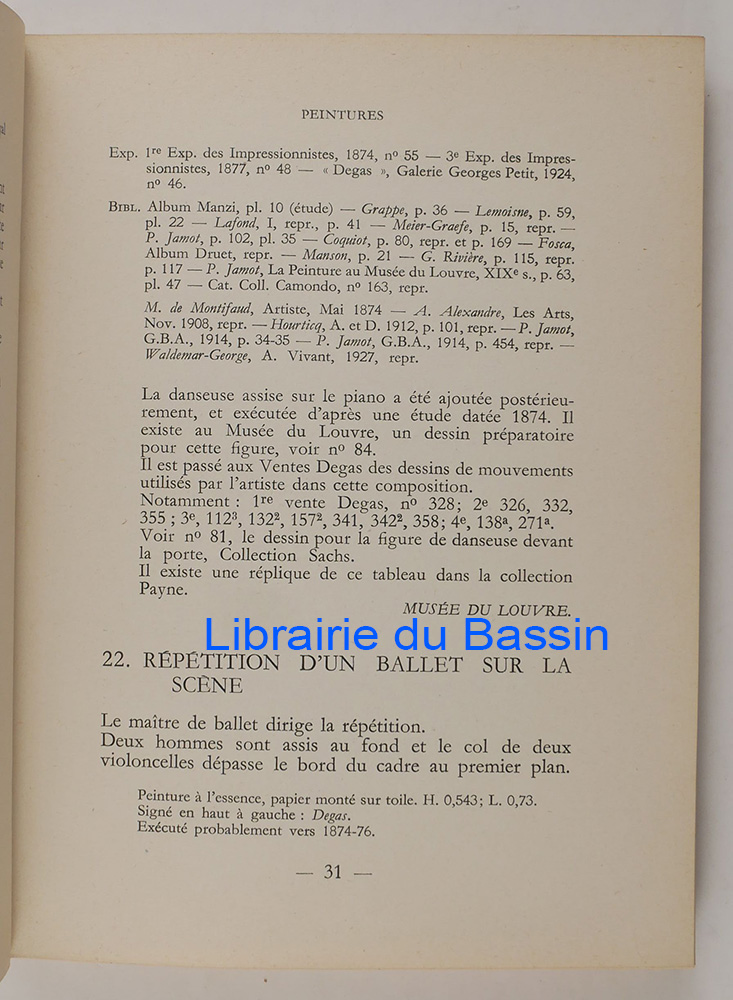 PEINTURES
Exp. 1re Exp. des Impressionnistes, 1874, nº 55 — 3e Exp. des Impres-
sionnistes, 1877, nº 48 — « Degas », Galerie Georges Petit, 1924,
nº 46.
BIBL. Album Manzi, pl. 10 (étude) — Grappe, p. 36 — Lemoisne, p. 59,
pl. 22 — Lafond, I, repr., p. 41 — Meier-Graefe, p. 15, repr. —
P. Jamot, p. 102, pl. 35 — Coquiot, p. 80, repr. et p. 169 — Fosca,
Album Druet, repr. — Manson, p. 21 — G. Rivière, p. 115, repr.
p. 117 — P. Jamot, La Peinture au Musée du Louvre, XIXe s., p. 63,
pl. 47 — Cat. Coll. Camondo, nº 163, repr.
M. de Montifaud, Artiste, Mai 1874 — A. Alexandre, Les Arts,
Nov. 1908, repr. — Hourticq, A. et D. 1912, p. 101, repr. — P. Jamot,
G.B.A., 1914, p. 34-35 — P. Jamot, G.B.A., 1914, p. 454, repr. —
Waldemar-George, A. Vivant, 1927, repr.
La danseuse assise sur le piano a été ajoutée postérieu-
rement, et exécutée d'après une étude datée 1874. Il
existe au Musée du Louvre, un dessin préparatoire
pour cette figure, voir nº 84.
Il est passé aux Ventes Degas des dessins de mouvements
utilisés par l'artiste dans cette composition.
Notamment : 1re vente Degas, nº 328; 2e 326, 332,
355 ; 3e, 112³, 132², 157², 341, 342², 358; 4e, 138ª, 271ª.
Voir nº 81, le dessin pour la figure de danseuse devant
la porte, Collection Sachs.
Il existe une réplique de ce tableau dans la collection
Payne.
MUSÉE DU LOUVRE.
Librairie du Bassin
22. RÉPÉTITION D'UN BALLET SUR LA
SCÈNE
Le maître de ballet dirige la répétition.
Deux hommes sont assis au fond et le col de deux
violoncelles dépasse le bord du cadre au premier plan.
Peinture à l'essence, papier monté sur toile. H. 0,543; L. 0,73.
Signé en haut à gauche : Degas.
Exécuté probablement vers 1874-76.
— 31 —